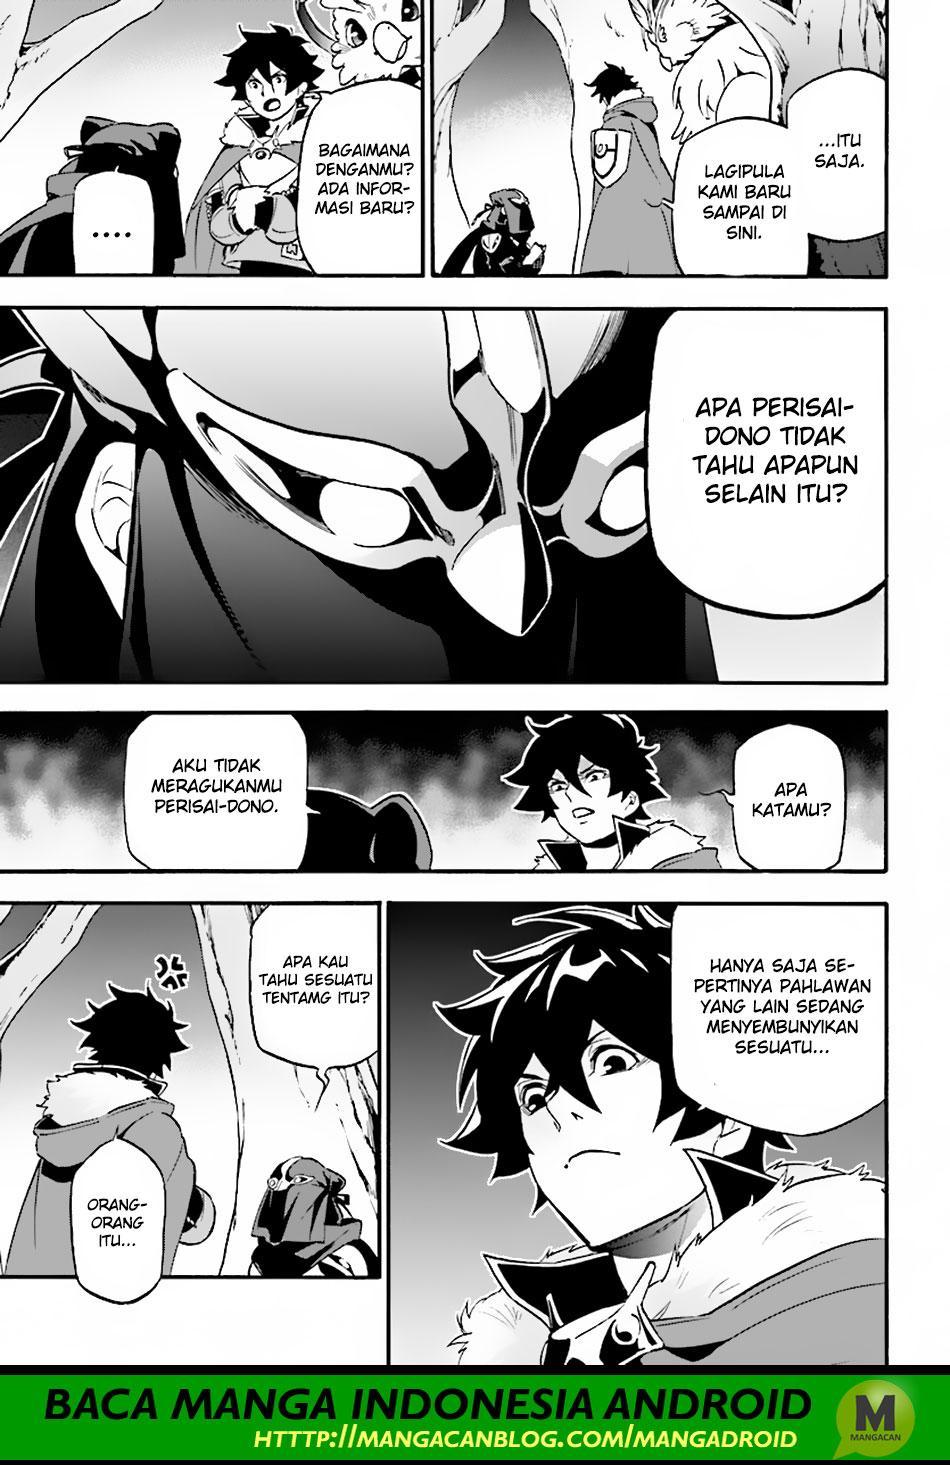 ...ITU
SAJA.
LAGIPULA
KAMI BARU
SAMPAI DI
SINI.
BAGAIMANA
DENGANMU?
ADA INFOR-
MASI BARU?
....
APA PERISAI-
DONO TIDAK
TAHU APAPUN
SELAIN ITU?
APA
KATAMU?
AKU TIDAK
MERAGUKANMU
PERISAI-DONO.
HANYA SAJA SE-
PERTINYA PAHLAWAN
YANG LAIN SEDANG
MENYEMBUNYIKAN
SESUATU...
APA KAU
TAHU SESUATU
TENTAMG ITU?
ORANG-
ORANG
ITU...
BACA MANGA INDONESIA ANDROID
HTTTP://MANGACANBLOG.COM/MANGADROID
M
MANGACAN